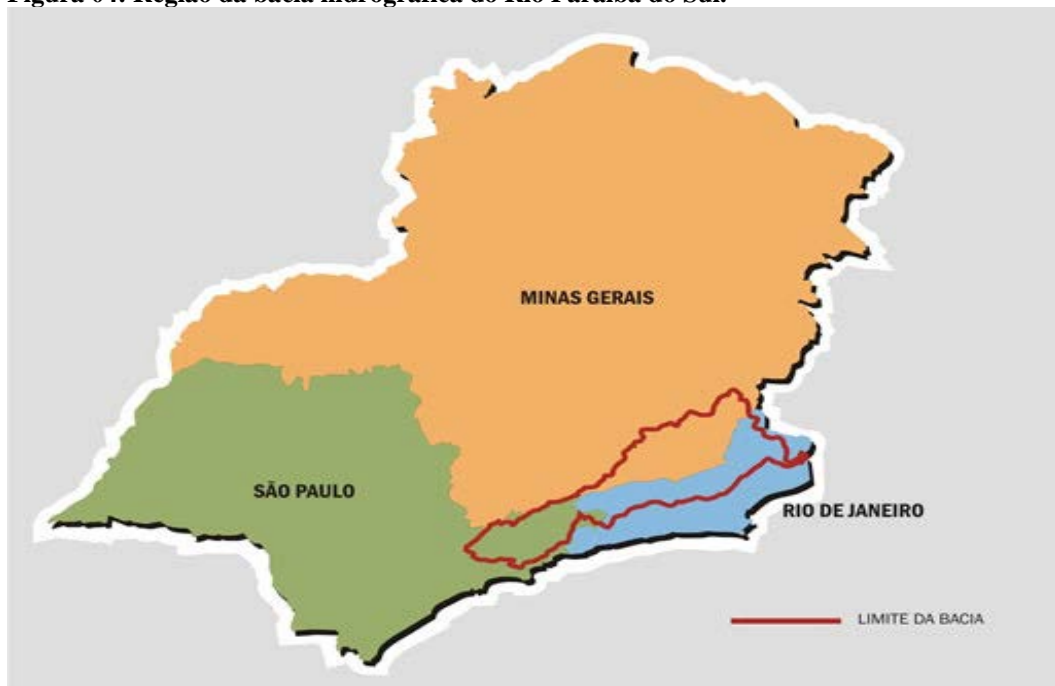 Figura 04: Região da bacia hidrográfica do Rio Paraíba do Sul.
MINAS GERAIS
SÃO PAULO
RIO DE JANEIRO
LIMITE DA BACIA